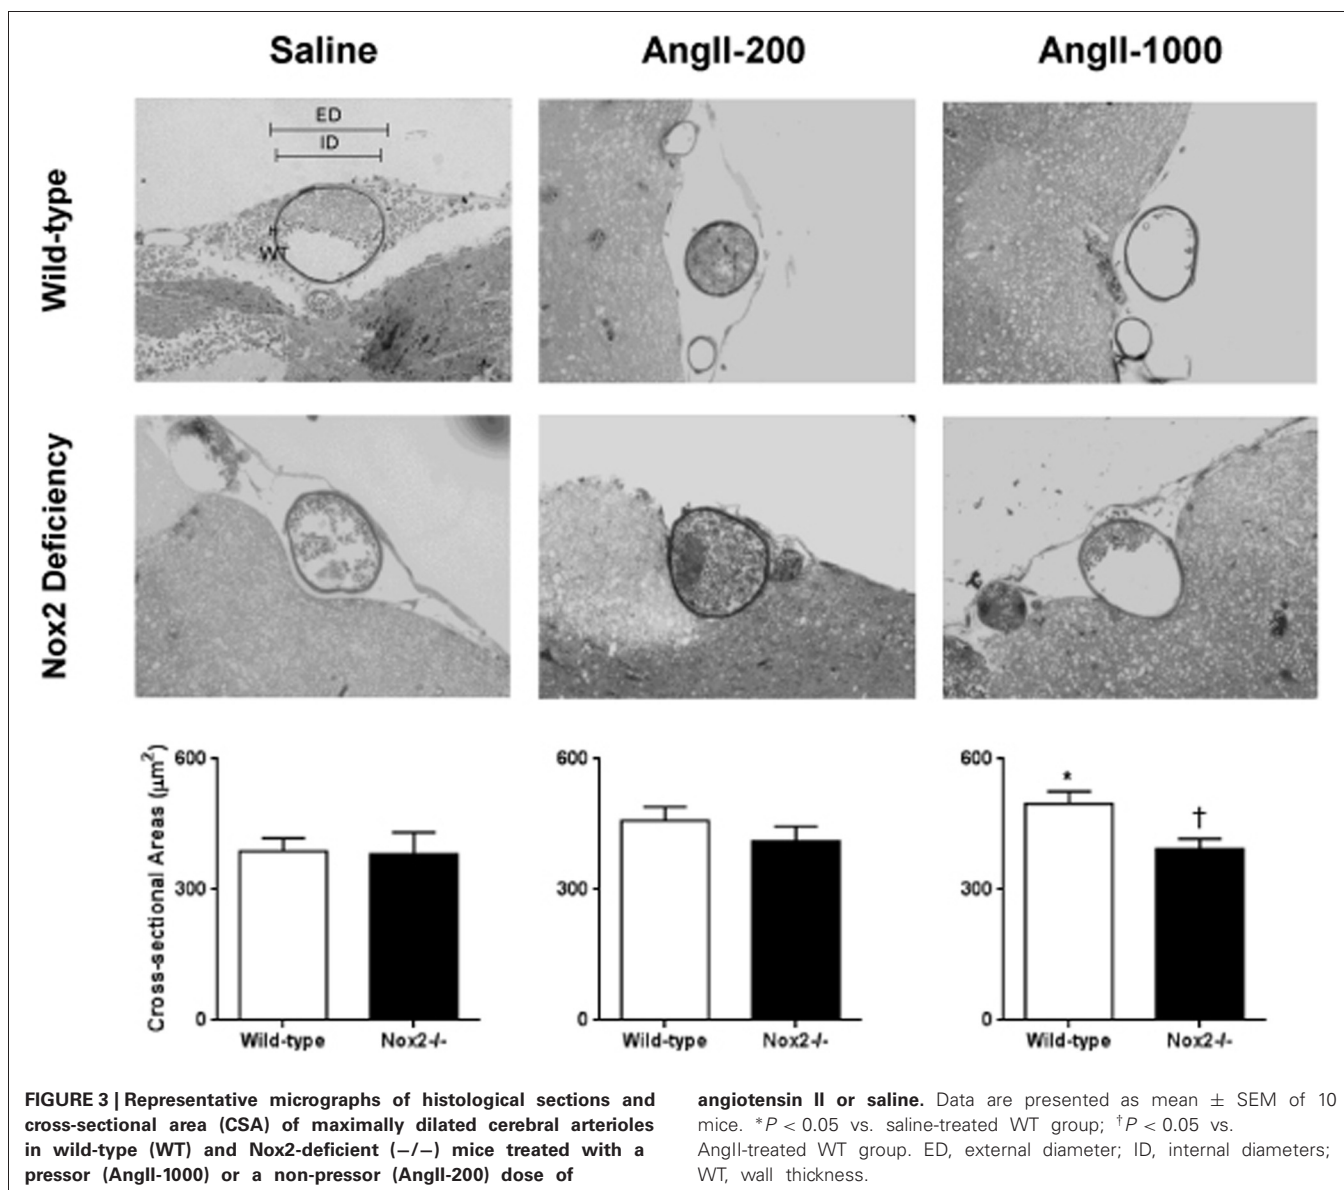 Saline
AngII-200
AngII-1000
Wild-type
ED
ID
WT
Nox2 Deficiency
Cross-sectional Areas (μm²)
600
300
0
Wild-type
Nox2-/-
600
300
0
Wild-type
Nox2-/-
600
300
0
*
†
Wild-type
Nox2-/-
FIGURE 3 | Representative micrographs of histological sections and
cross-sectional area (CSA) of maximally dilated cerebral arterioles
in wild-type (WT) and Nox2-deficient (−/−) mice treated with a
pressor (AngII-1000) or a non-pressor (AngII-200) dose of
angiotensin II or saline. Data are presented as mean ± SEM of 10
mice. *P < 0.05 vs. saline-treated WT group; †P < 0.05 vs.
AngII-treated WT group. ED, external diameter; ID, internal diameters;
WT, wall thickness.